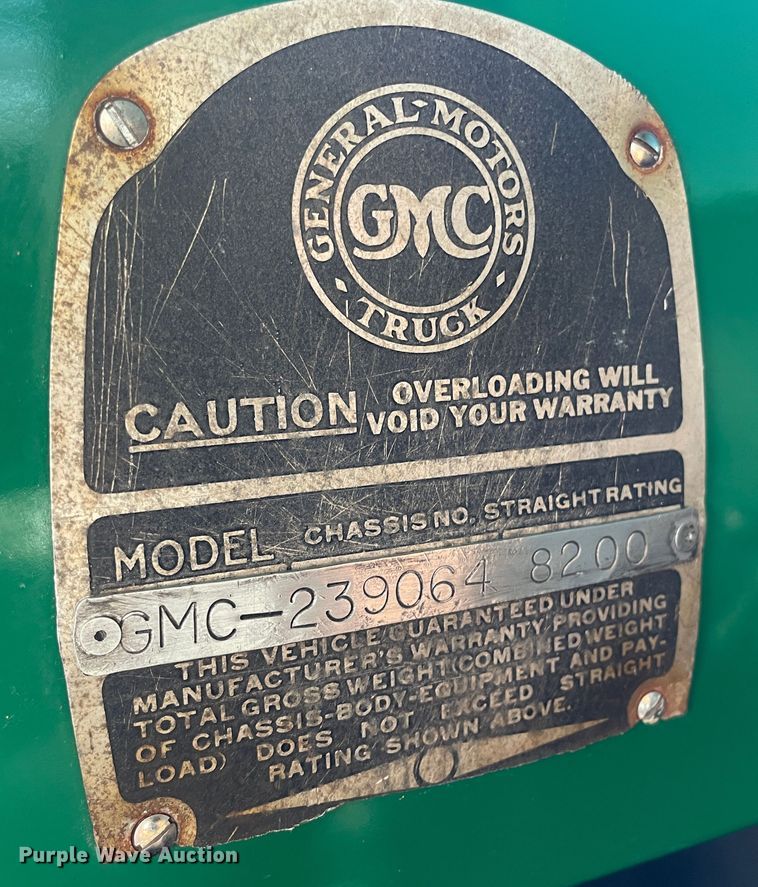 GENERAL MOTORS
GMC
TRUCK
CAUTION OVERLOADING WILL
VOID YOUR WARRANTY
MODEL CHASSIS NO. STRAIGHT RATING
GMC-239064 8200
THIS VEHICLE GUARANTEED UNDER
MANUFACTURER'S WARRANTY, PROVIDING
TOTAL GROSS WEIGHT (COMBINED WEIGHT
OF CHASSIS-BODY-EQUIPMENT AND PAY-
LOAD) DOES NOT EXCEED STRAIGHT
RATING SHOWN ABOVE.
Purple Wave Auction